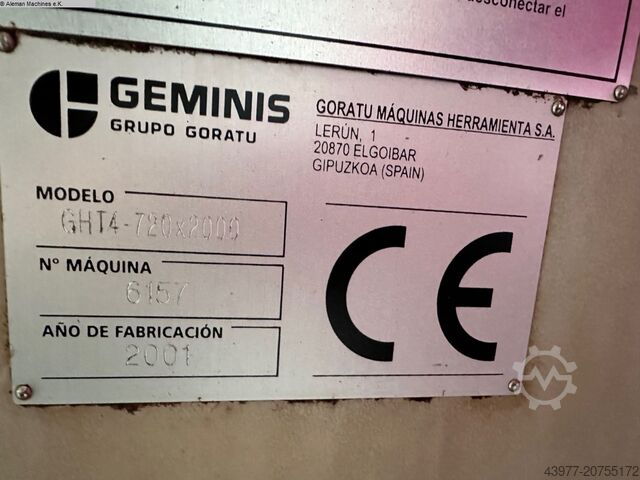 © Aleman Machines e.K.
desconectar el
GEMINIS
GRUPO GORATU
GORATU MÁQUINAS HERRAMIENTA S.A.
LERÚN, 1
20870 ELGOIBAR
GIPUZKOA (SPAIN)
MODELO
GHT4-720x2000
Nº MÁQUINA
6157
AÑO DE FABRICACIÓN
2001
CE
43977-20755172